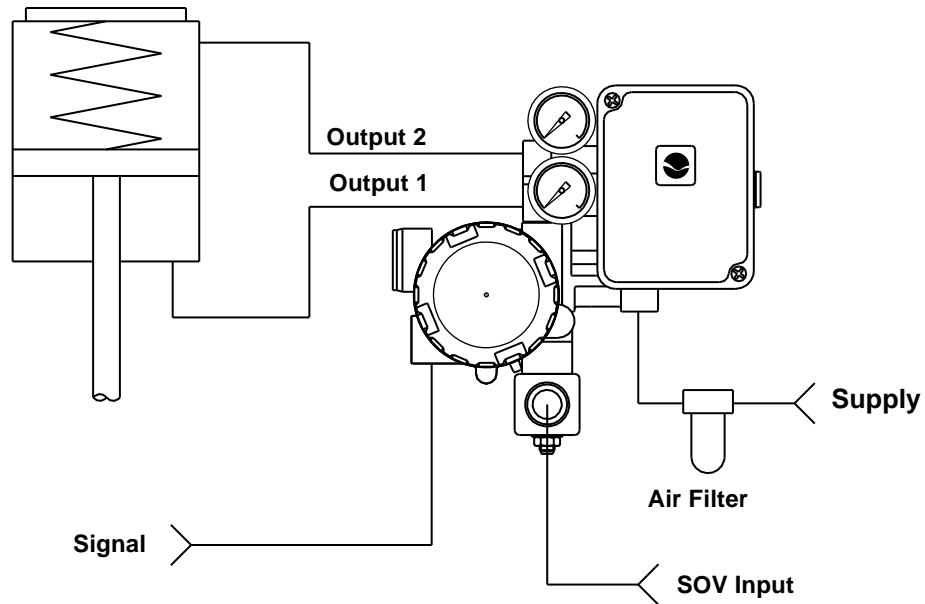 Output 2
Output 1
Supply
Air Filter
Signal
SOV Input